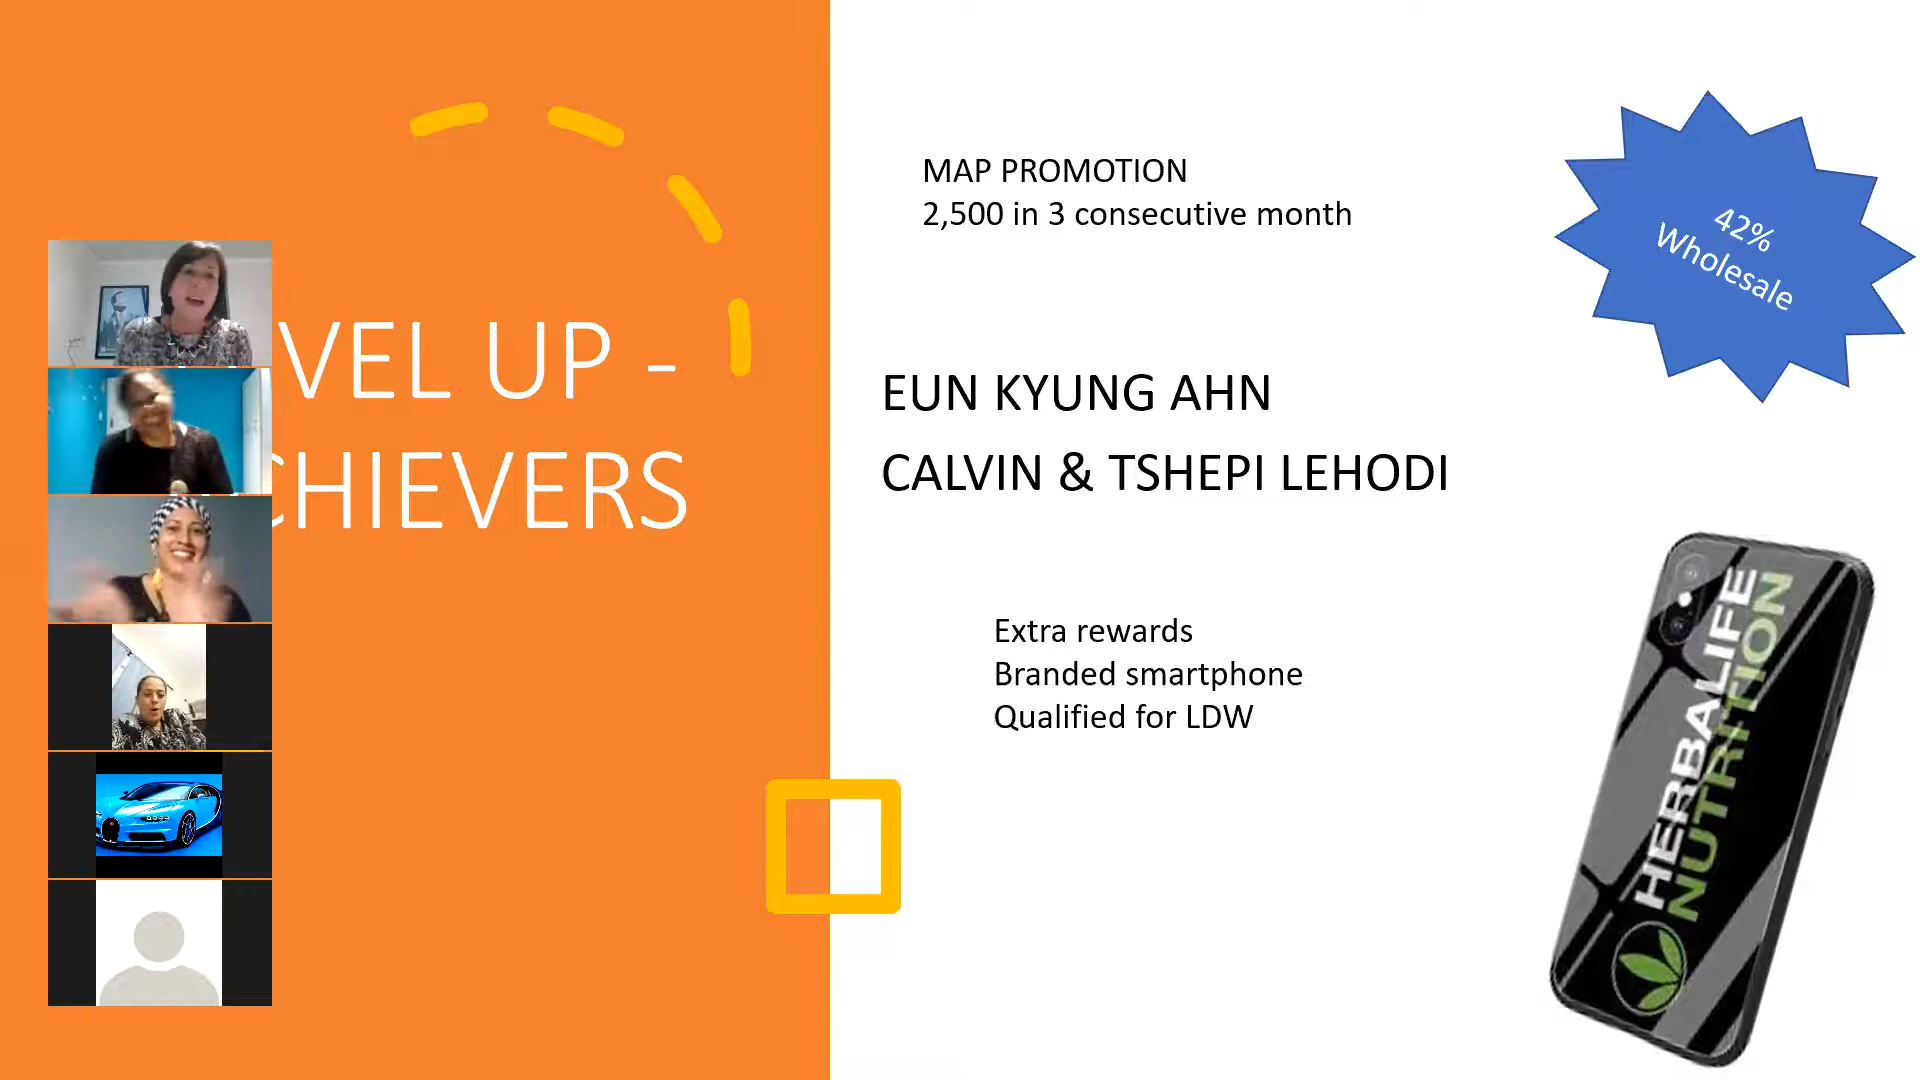 VEL UP -
CHIEVERS
MAP PROMOTION
2,500 in 3 consecutive month
42%
Wholesale
EUN KYUNG AHN
CALVIN & TSHEPI LEHODI
Extra rewards
Branded smartphone
Qualified for LDW
HERBALIFE
NUTRITION